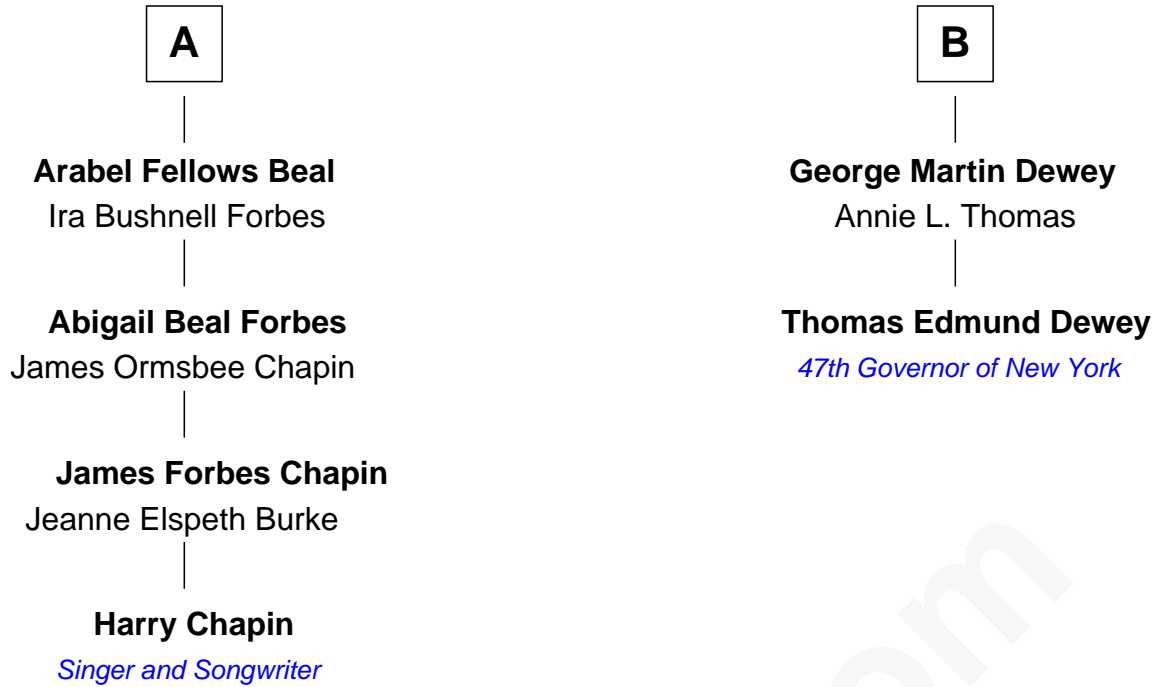 A
Arabel Fellows Beal
Ira Bushnell Forbes
Abigail Beal Forbes
James Ormsbee Chapin
James Forbes Chapin
Jeanne Elspeth Burke
Harry Chapin
Singer and Songwriter
B
George Martin Dewey
Annie L. Thomas
Thomas Edmund Dewey
47th Governor of New York
om